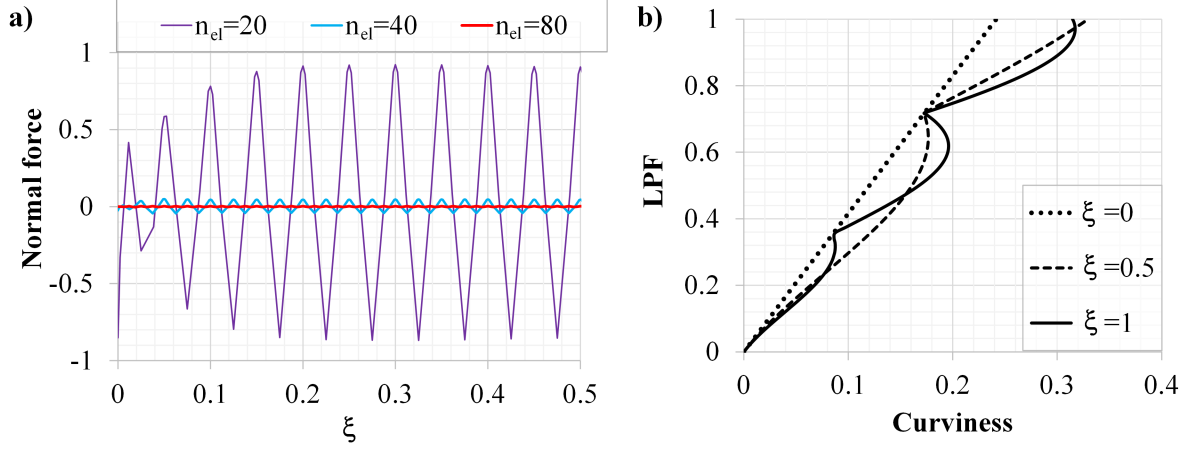 a)
n_el=20 n_el=40 n_el=80
1
0.5
0
-0.5
-1
Normal force
0 0.1 0.2 0.3 0.4 0.5
ξ
b)
1
0.8
0.6
0.4
0.2
0
LPF
ξ =0
ξ =0.5
ξ =1
0 0.1 0.2 0.3 0.4
Curviness